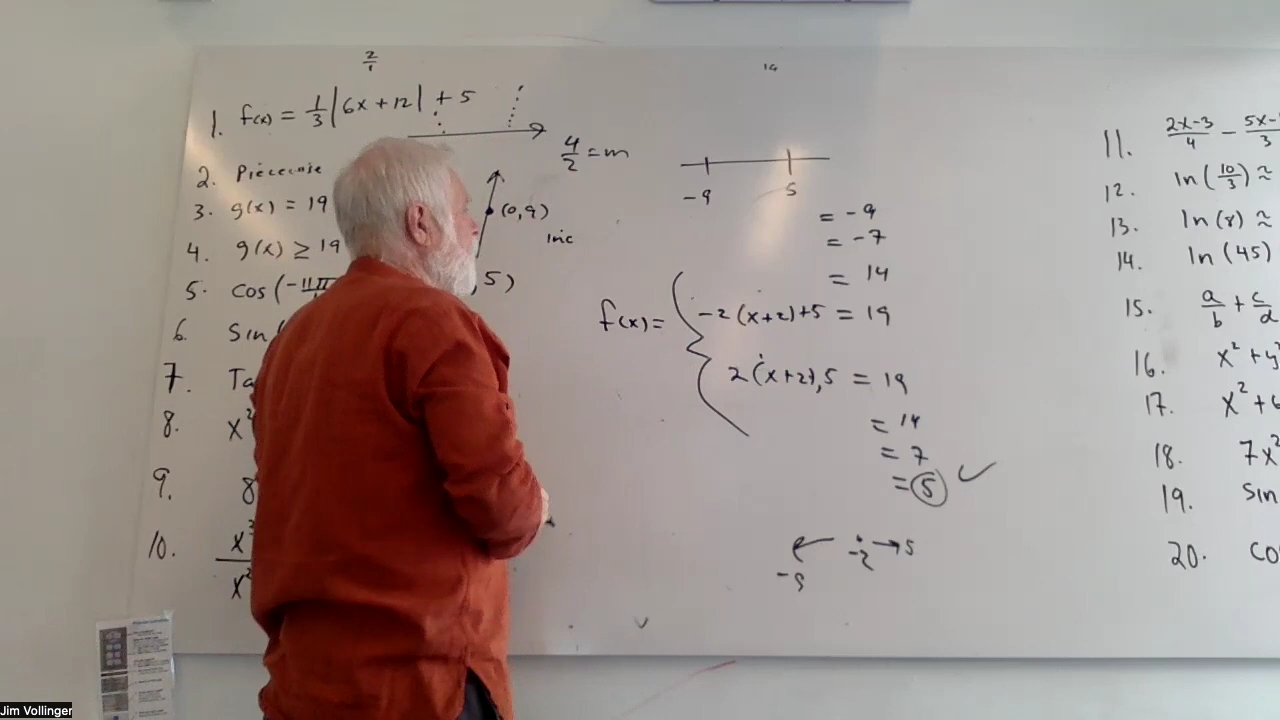 2/1
14
1. f(x) = 1/3 |6x+12| + 5
4/2 = m
2. Piecewise
3. g(x) = 19
(0,9)
inc
4. g(x) ≥ 19
5. cos(-11π
, 5)
6. Sin(
7. Ta
8. x²
9. 8
10. x
x²
-9 5
= -9
= -7
= 14
f(x) = { -2(x+2)+5 = 19
2(x+2),5 = 19
= 14
= 7
= 5 ✓
-9 ← -2 → 5
11. 2x-3/4 - 5x-/3
12. ln(10/3) ≈
13. ln(8) ≈
14. ln(45)
15. a/b + c/d
16. x² + y²
17. x² + 6
18. 7x²
19. Sin
20. Co
Jim Vollinger